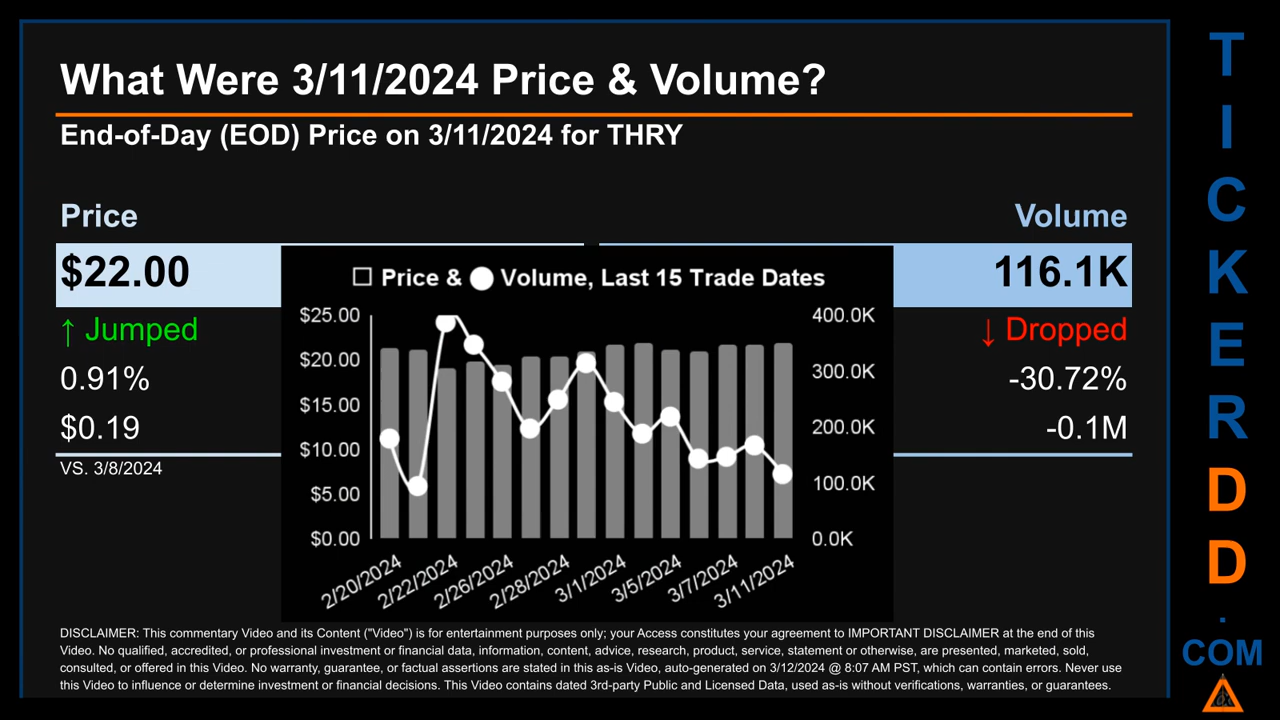 What Were 3/11/2024 Price & Volume?
End-of-Day (EOD) Price on 3/11/2024 for THRY
Price
Volume
$22.00
116.1K
↑ Jumped
↓ Dropped
0.91%
-30.72%
$0.19
-0.1M
VS. 3/8/2024
Price & Volume, Last 15 Trade Dates
$25.00
$20.00
$15.00
$10.00
$5.00
$0.00
400.0K
300.0K
200.0K
100.0K
0.0K
2/20/2024
2/22/2024
2/26/2024
2/28/2024
3/1/2024
3/5/2024
3/7/2024
3/11/2024
DISCLAIMER: This commentary Video and its Content ("Video") is for entertainment purposes only; your Access constitutes your agreement to IMPORTANT DISCLAIMER at the end of this
Video. No qualified, accredited, or professional investment or financial data, information, content, advice, research, product, service, statement or otherwise, are presented, marketed, sold,
consulted, or offered in this Video. No warranty, guarantee, or factual assertions are stated in this as-is Video, auto-generated on 3/12/2024 @ 8:07 AM PST, which can contain errors. Never use
this Video to influence or determine investment or financial decisions. This Video contains dated 3rd-party Public and Licensed Data, used as-is without verifications, warranties, or guarantees.
T
I
C
K
E
R
D
D
.
COM